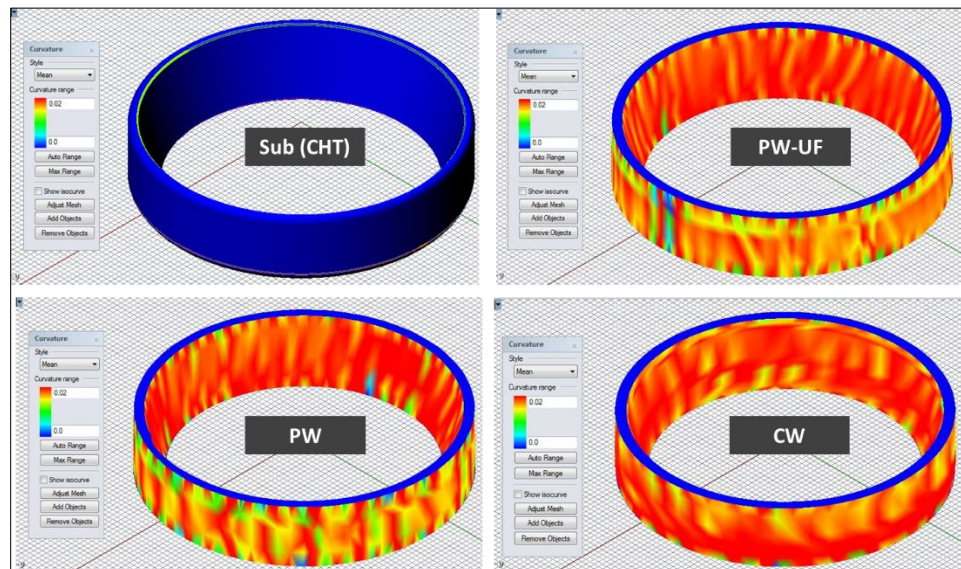 Curvature
Style
Mean
Curvature range
0.02
0.0
Auto Range
Max Range
Show isocurve
Adjust Mesh
Add Objects
Remove Objects
Sub (CHT)
y
Curvature
Style
Mean
Curvature range
0.02
0.0
Auto Range
Max Range
Show isocurve
Adjust Mesh
Add Objects
Remove Objects
PW-UF
y
Curvature
Style
Mean
Curvature range
0.02
0.0
Auto Range
Max Range
Show isocurve
Adjust Mesh
Add Objects
Remove Objects
PW
y
Curvature
Style
Mean
Curvature range
0.02
0.0
Auto Range
Max Range
Show isocurve
Adjust Mesh
Add Objects
Remove Objects
CW
y